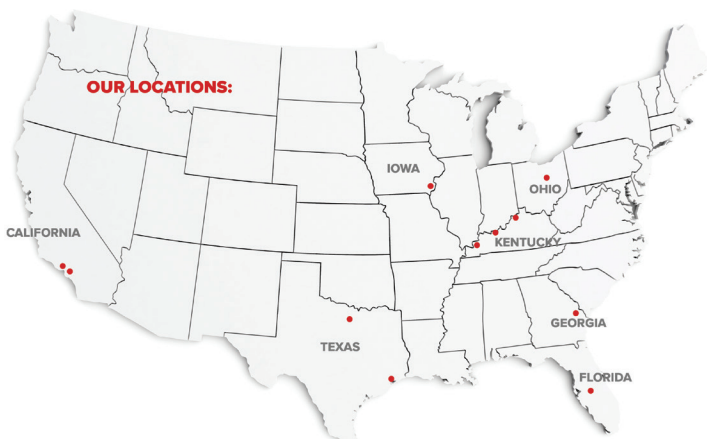 OUR LOCATIONS:
IOWA
OHIO
CALIFORNIA
KENTUCKY
GEORGIA
TEXAS
FLORIDA